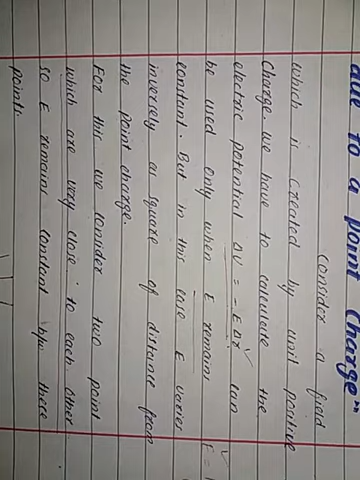 due to a point Charge"
Consider a field
which is Created by unit positive
Charge. we have to calculate the
electric potential ΔV = - E Δr can
be used only when E remains
constant. But in this case E varies
inversely as square of distance from
the point charge.
For this we consider two point
which are very close to each other
so E remains constant b/w these
points.